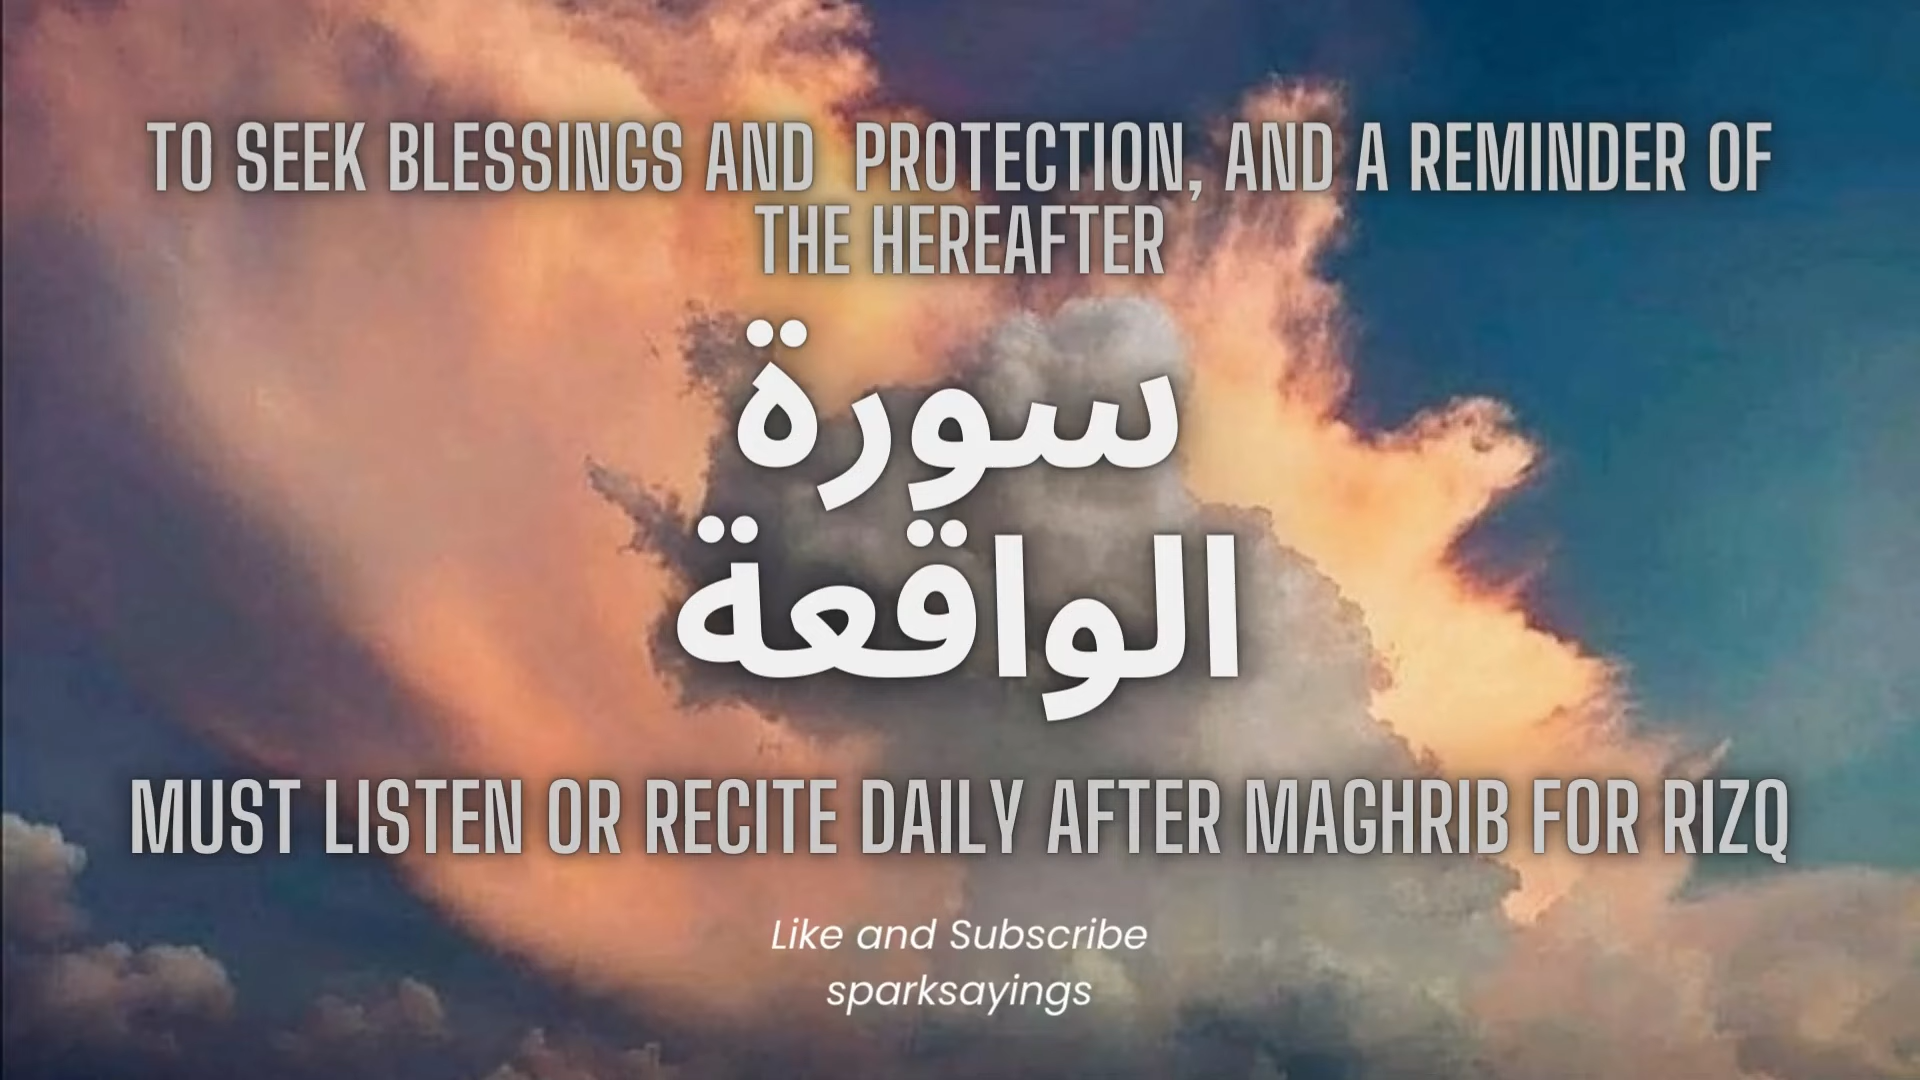 TO SEEK BLESSINGS AND  PROTECTION, AND A REMINDER OF
THE HEREAFTER
سورة
الواقعة
MUST LISTEN OR RECITE DAILY AFTER MAGHRIB FOR RIZQ
Like and Subscribe
sparksayings